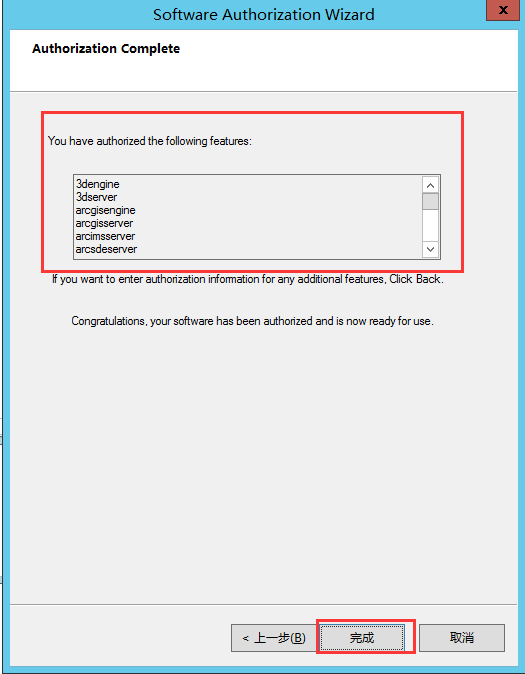 Software Authorization Wizard
x
Authorization Complete
You have authorized the following features:
3dengine
3dserver
arcgisengine
arcgisserver
arcimsserver
arcsdeserver
If you want to enter authorization information for any additional features, Click Back.
Congratulations, your software has been authorized and is now ready for use.
< 上一步(B) 完成 取消